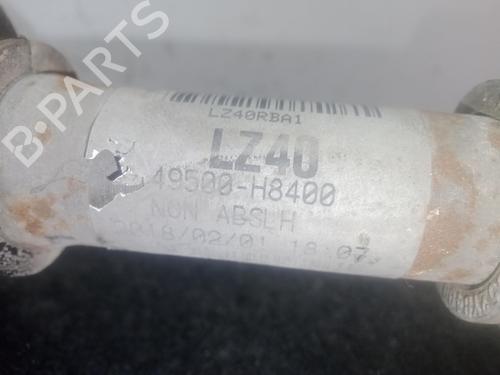 LZ40RBA1
LZ40
49500-H8400
NON ABSLH
2018/02/01 18:07
B-PARTS